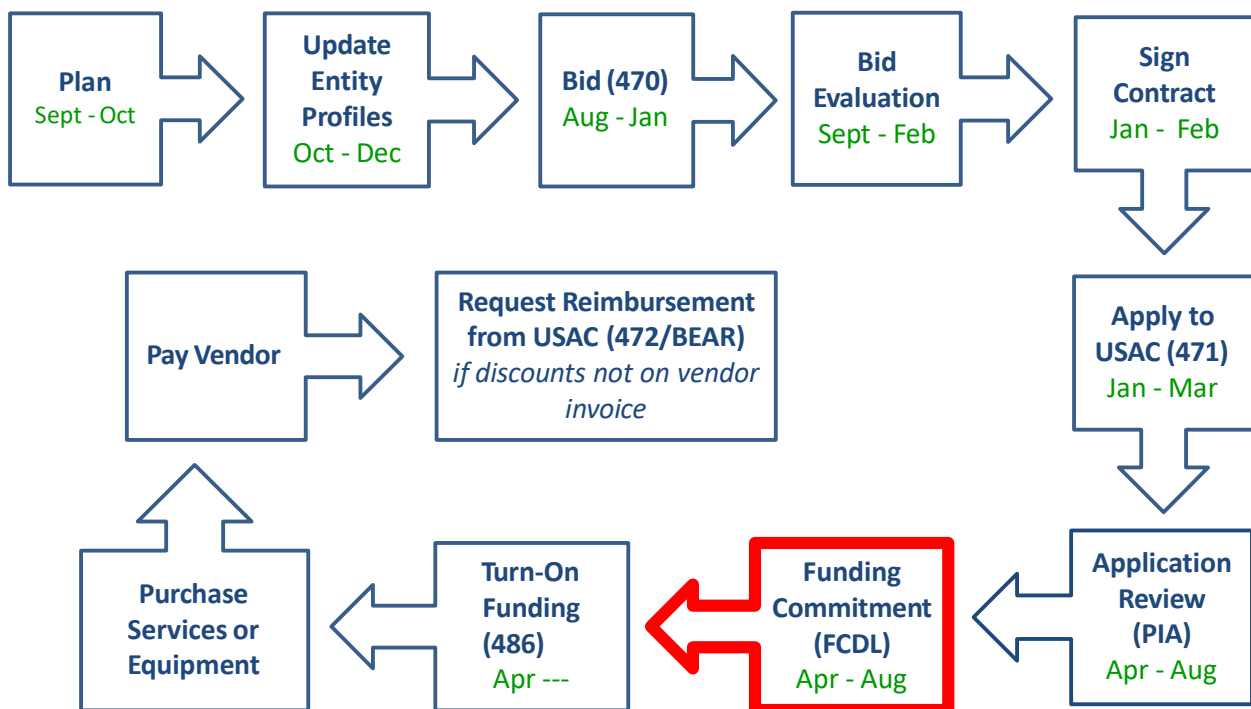 Plan
Sept - Oct
Update
Entity
Profiles
Oct - Dec
Bid (470)
Aug - Jan
Bid
Evaluation
Sept - Feb
Sign
Contract
Jan - Feb
Apply to
USAC (471)
Jan - Mar
Application
Review
(PIA)
Apr - Aug
Funding
Commitment
(FCDL)
Apr - Aug
Turn-On
Funding
(486)
Apr ---
Purchase
Services or
Equipment
Pay Vendor
Request Reimbursement
from USAC (472/BEAR)
if discounts not on vendor
invoice